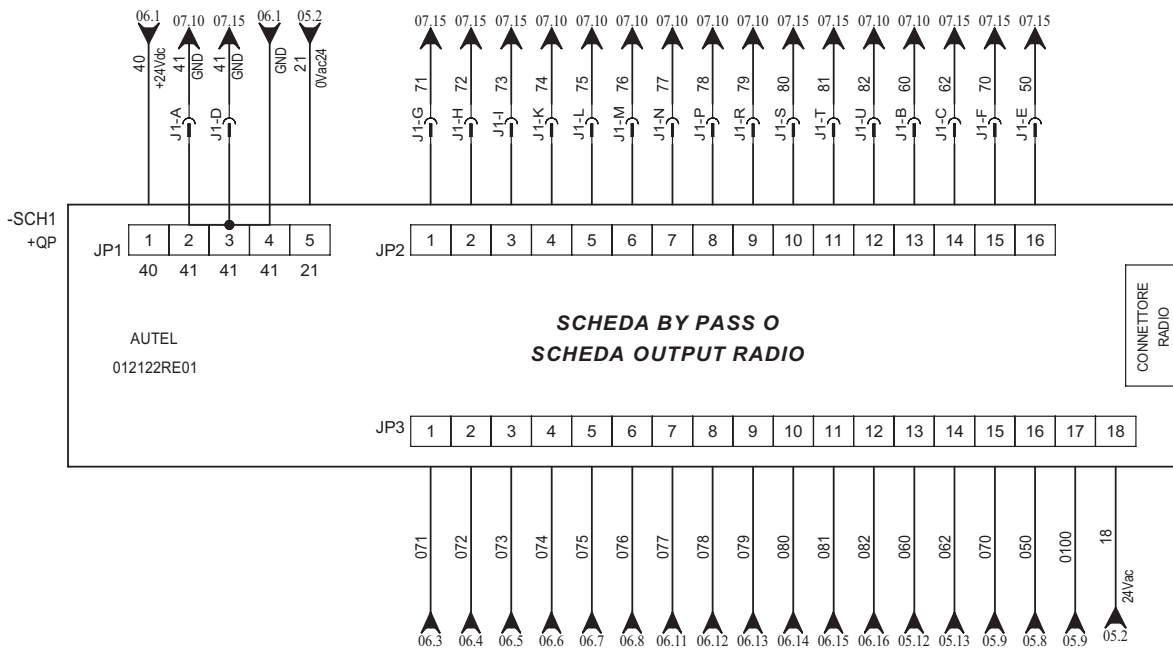 06.1 07.10 07.15 06.1 05.2 07.15 07.15 07.15 07.10 07.10 07.10 07.10 07.10 07.10 07.15 07.15 07.10 07.10 07.15 07.15 07.15
40 +24Vdc 41 GND 41 GND GND 21 0Vac24 71 72 73 74 75 76 77 78 79 80 81 82 60 62 70 50
J1-A J1-D J1-G J1-H J1-I J1-K J1-L J1-M J1-N J1-P J1-R J1-S J1-T J1-U J1-B J1-C J1-F J1-E
-SCH1
+QP
JP1 1 2 3 4 5 JP2 1 2 3 4 5 6 7 8 9 10 11 12 13 14 15 16
40 41 41 41 21
AUTEL
012122RE01
SCHEDA BY PASS O
SCHEDA OUTPUT RADIO
CONNETTORE
RADIO
JP3 1 2 3 4 5 6 7 8 9 10 11 12 13 14 15 16 17 18
071 072 073 074 075 076 077 078 079 080 081 082 060 062 070 050 0100 18 24Vac
06.3 06.4 06.5 06.6 06.7 06.8 06.11 06.12 06.13 06.14 06.15 06.16 05.12 05.13 05.9 05.8 05.9 05.2